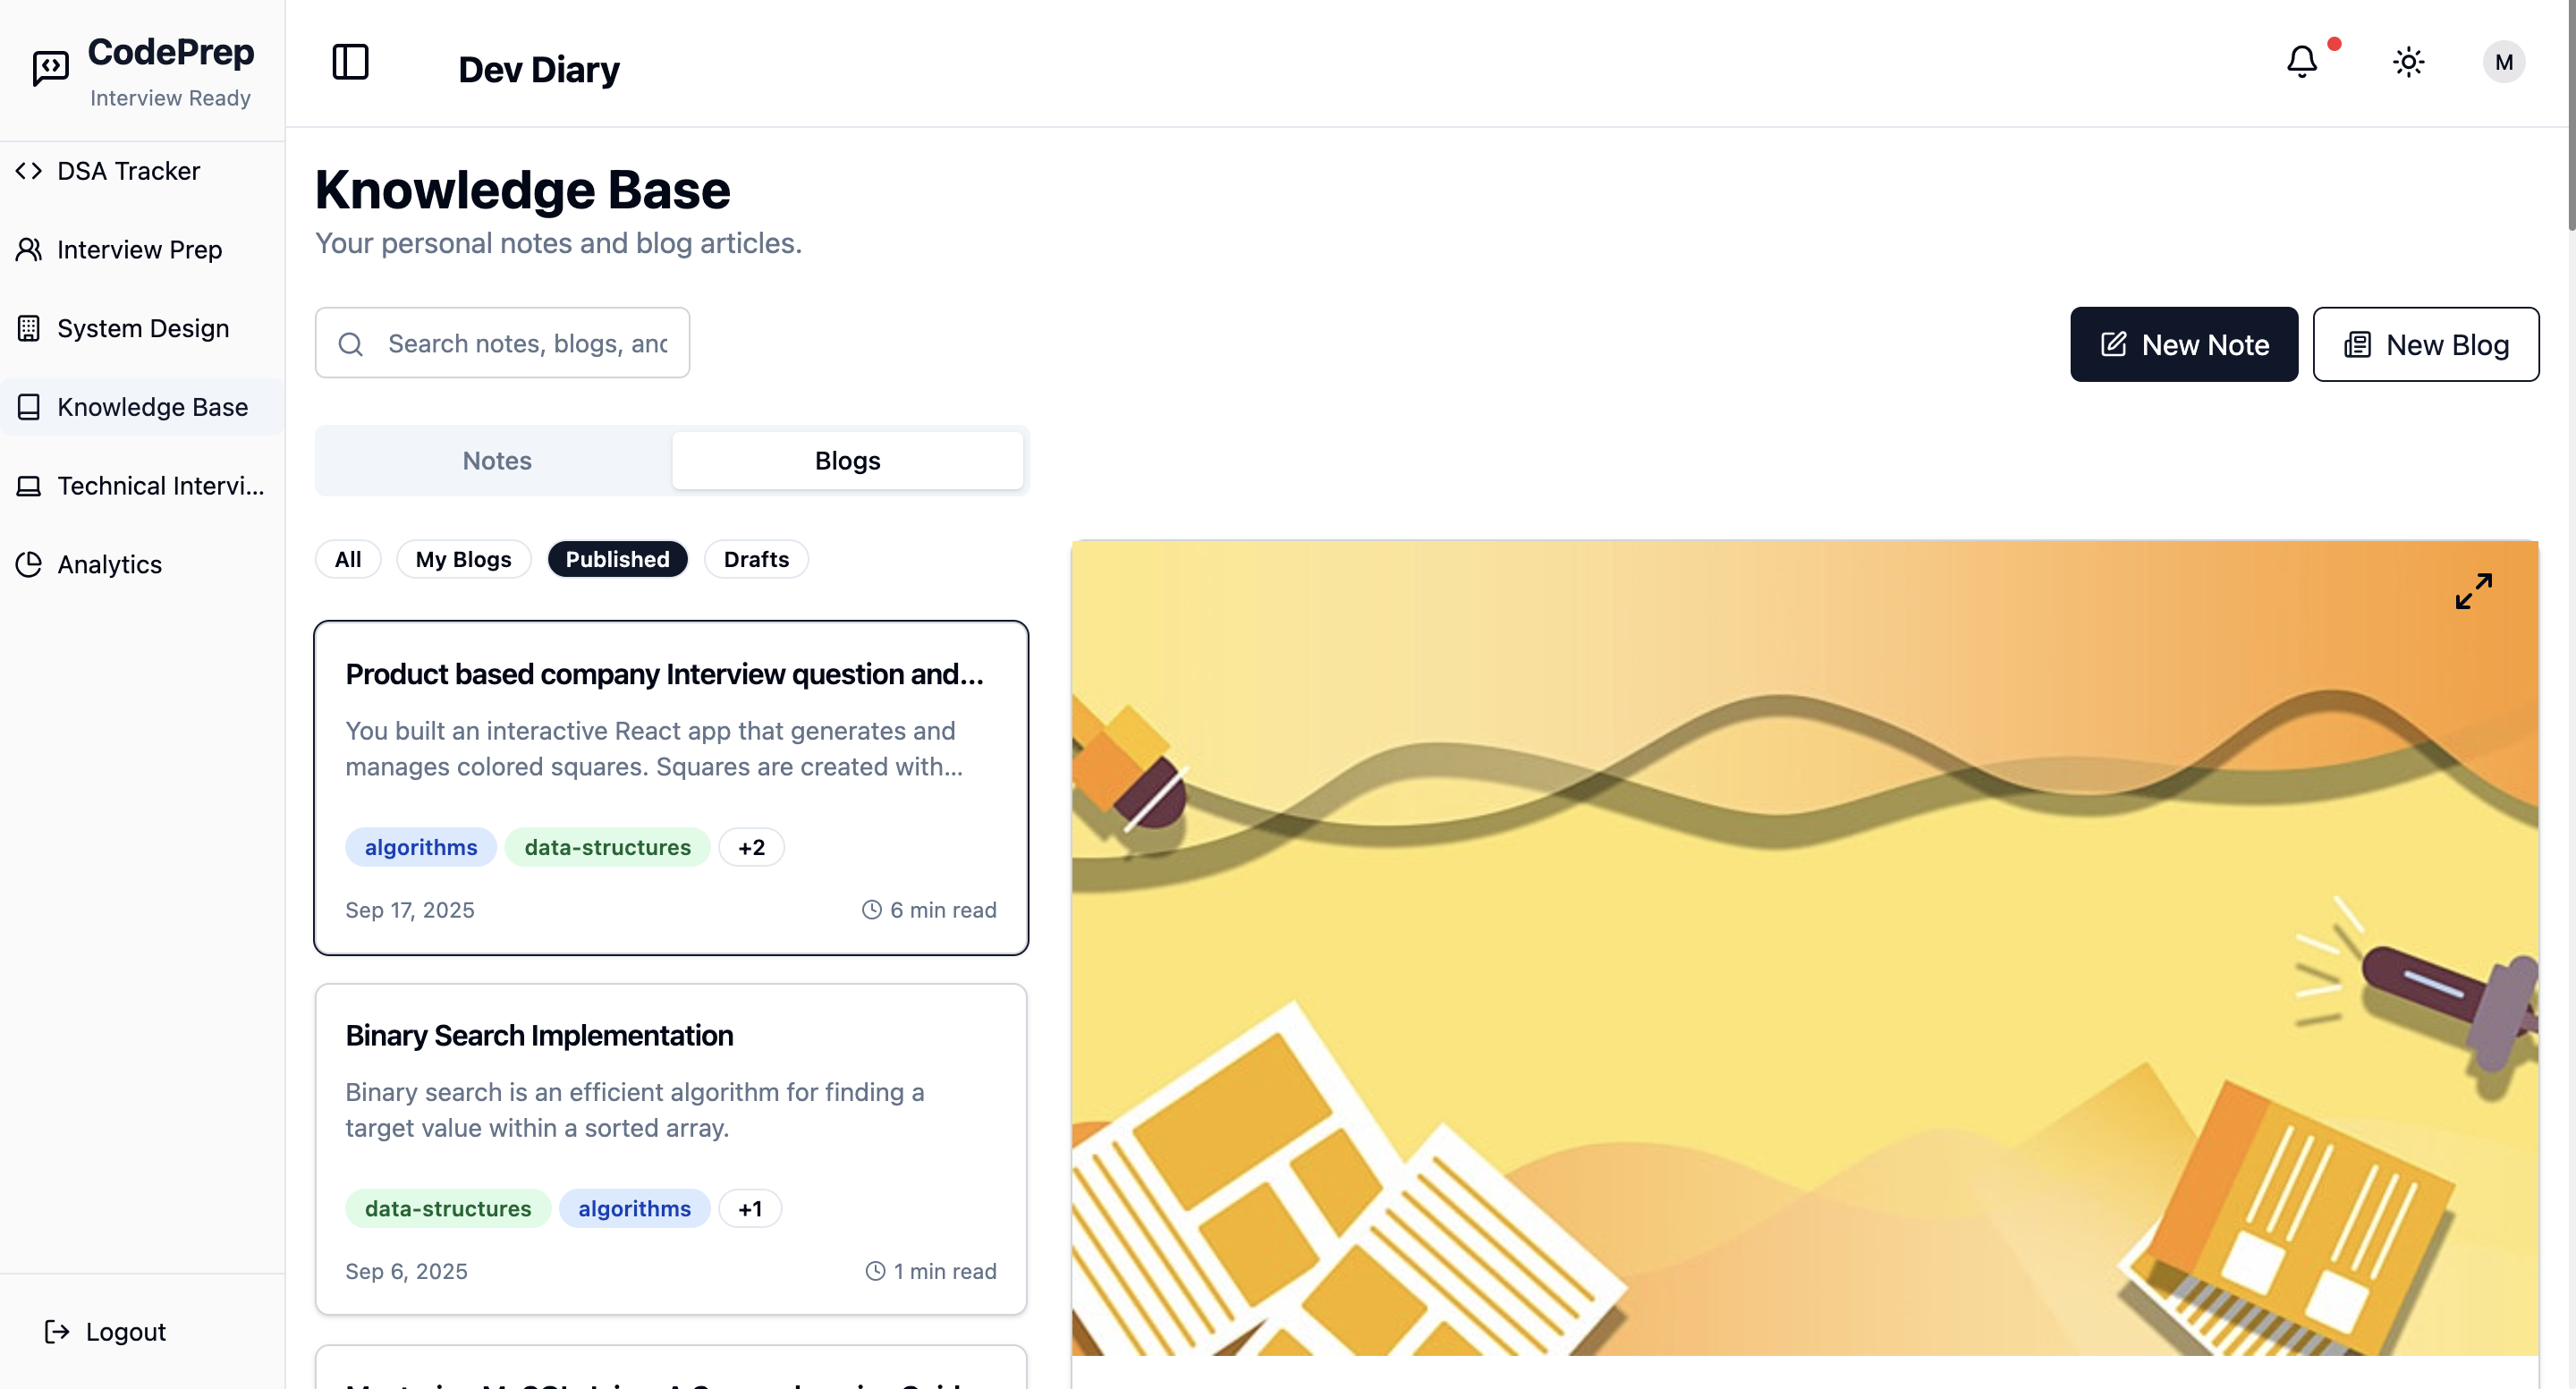 CodePrep
Interview Ready
DSA Tracker
Interview Prep
System Design
Knowledge Base
Technical Intervi...
Analytics
Logout
Dev Diary
M
Knowledge Base
Your personal notes and blog articles.
Search notes, blogs, and
New Note
New Blog
Notes
Blogs
All
My Blogs
Published
Drafts
Product based company Interview question and...
You built an interactive React app that generates and
manages colored squares. Squares are created with...
algorithms
data-structures
+2
Sep 17, 2025
6 min read
Binary Search Implementation
Binary search is an efficient algorithm for finding a
target value within a sorted array.
data-structures
algorithms
+1
Sep 6, 2025
1 min read